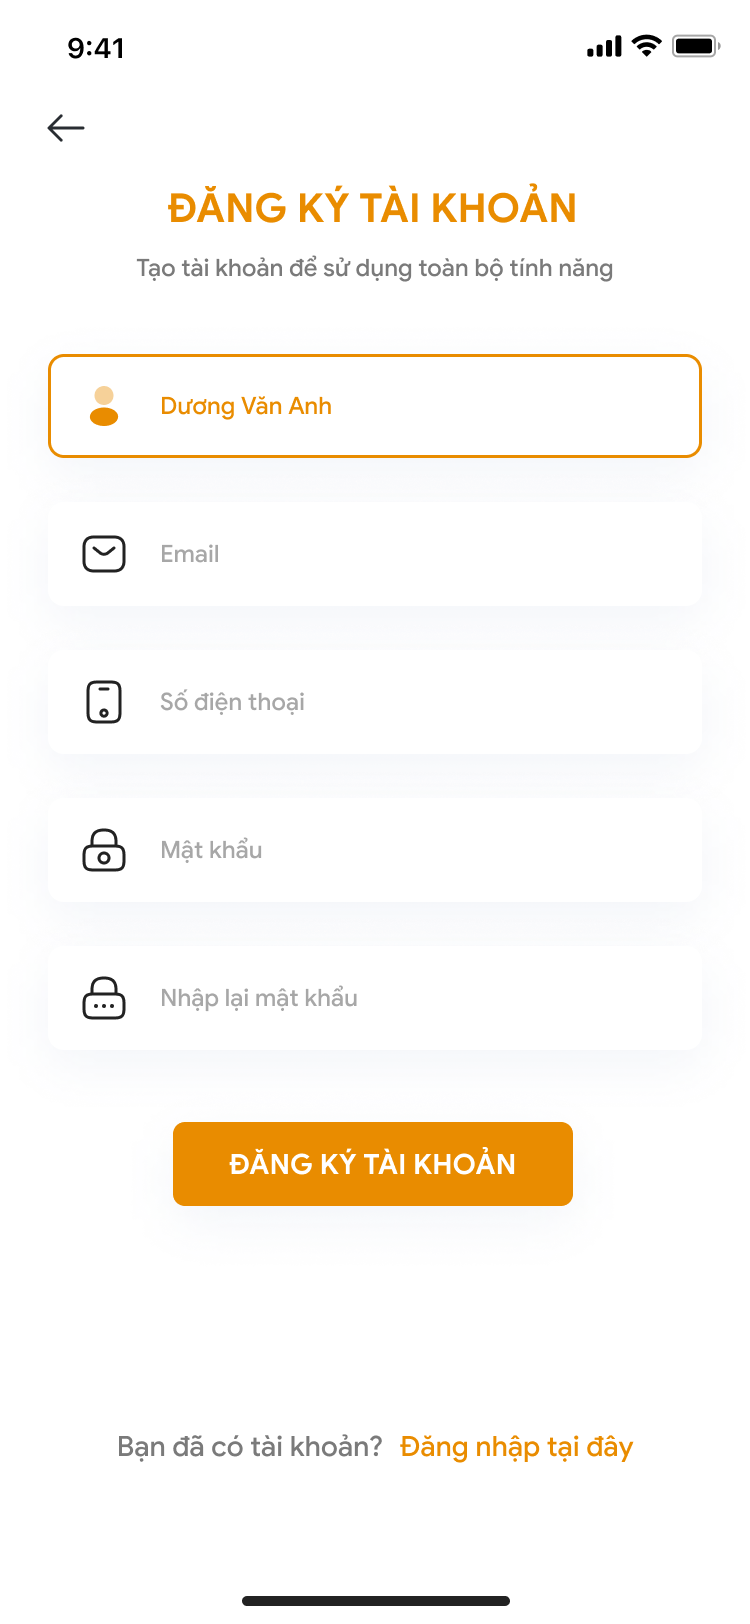 9:41
ĐĂNG KÝ TÀI KHOẢN
Tạo tài khoản để sử dụng toàn bộ tính năng
Dương Văn Anh
Email
Số điện thoại
Mật khẩu
Nhập lại mật khẩu
ĐĂNG KÝ TÀI KHOẢN
Bạn đã có tài khoản? Đăng nhập tại đây